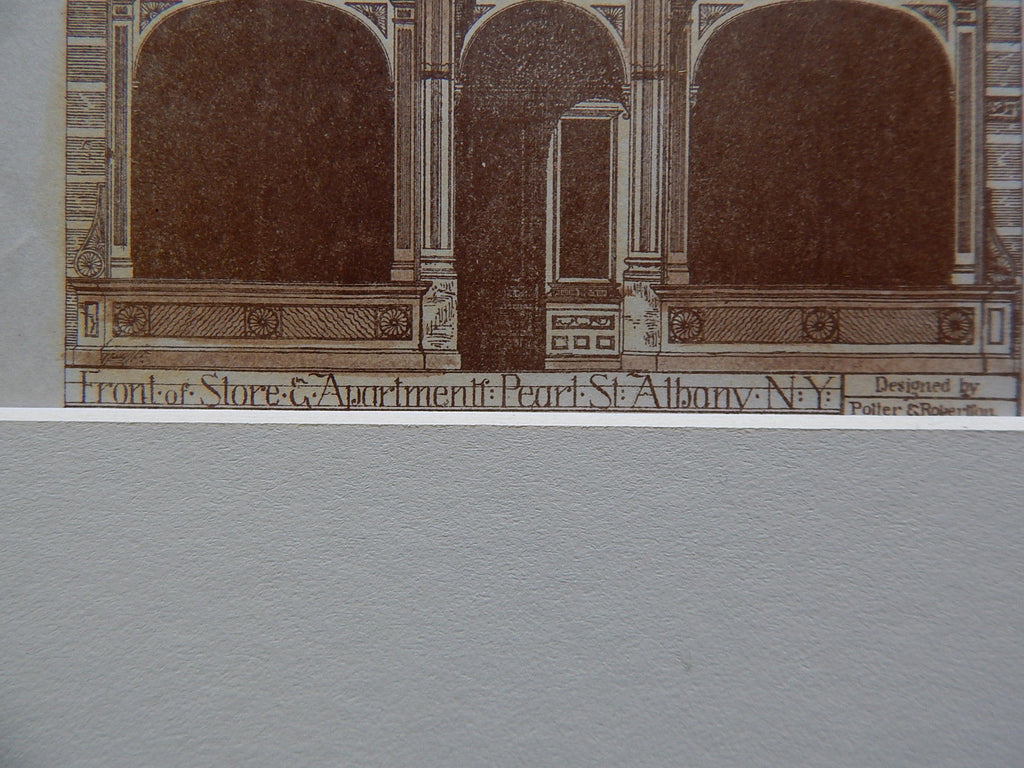 Front · of · Store · & · Apartments : Pearl · St : Albany · N · Y :
Designed by
Potter & Robertson